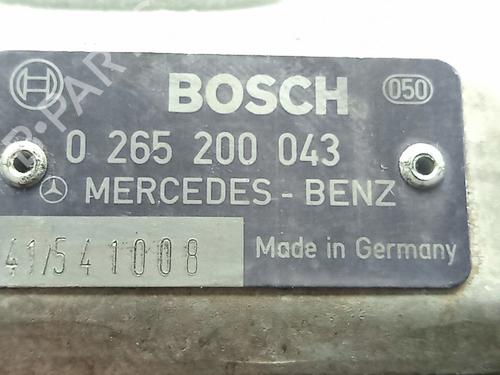 BOSCH
050
0 265 200 043
MERCEDES-BENZ
41/541008
Made in Germany